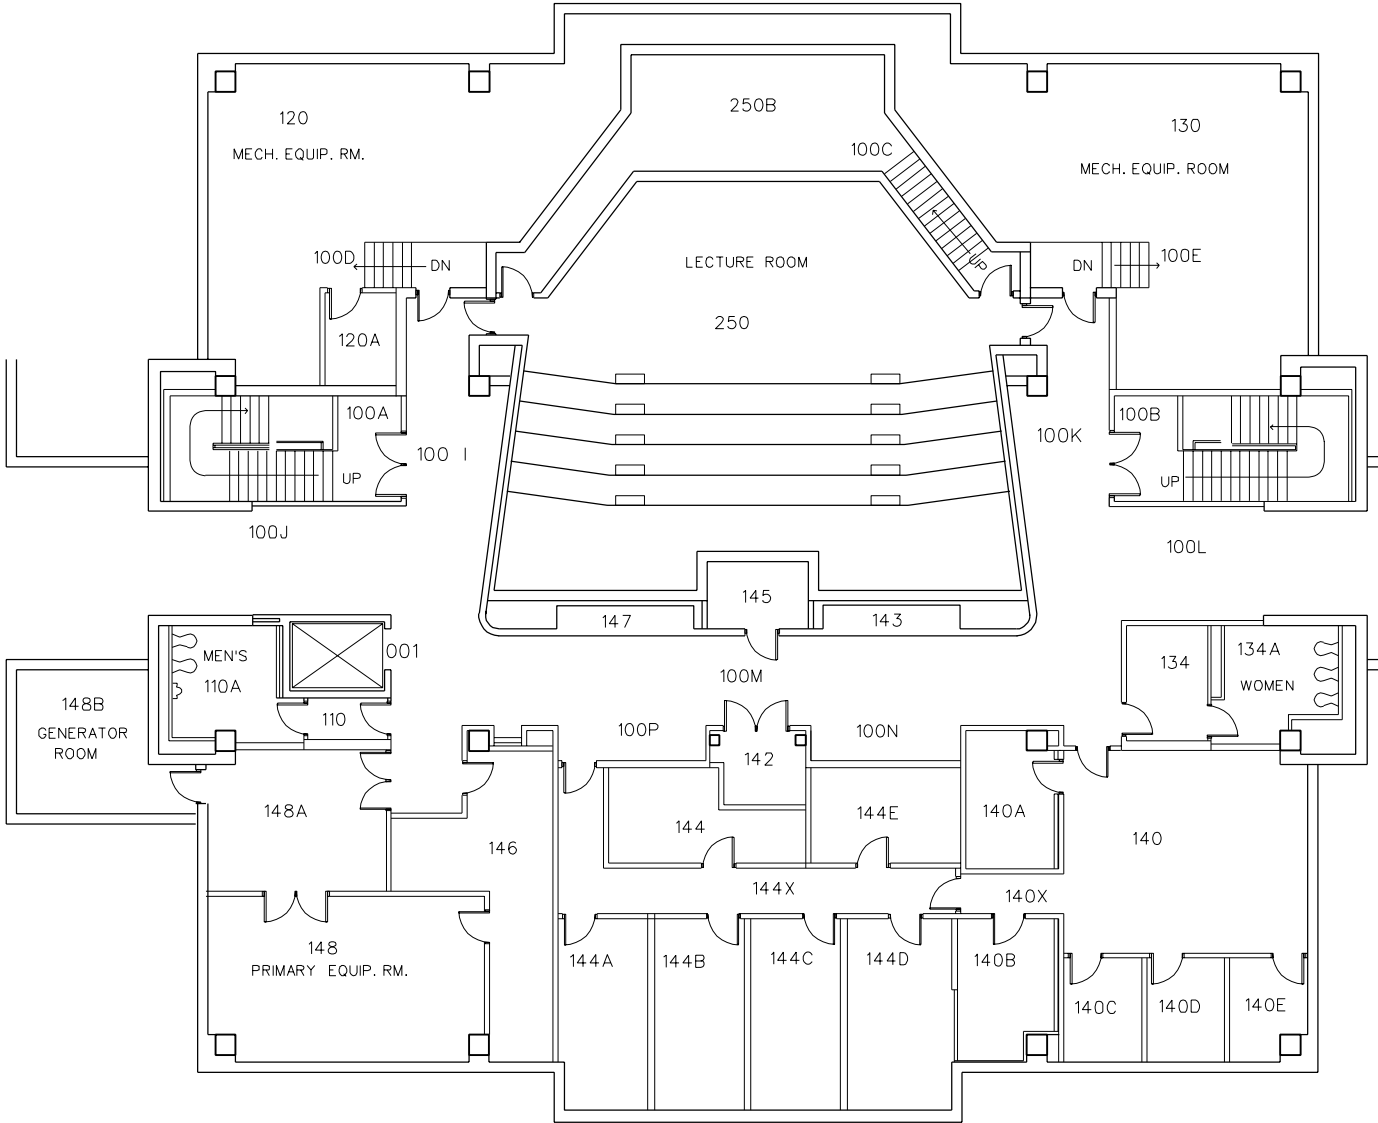 250B
120
MECH. EQUIP. RM.
130
MECH. EQUIP. ROOM
100C
100D
DN
LECTURE ROOM
UP
DN
100E
250
120A
100A
100 I
UP
100K
100B
UP
100J
100L
145
147
143
MEN'S
110A
001
100M
134
134A
WOMEN
148B
GENERATOR
ROOM
110
100P
100N
142
148A
146
144
144E
140A
140
144X
140X
148
PRIMARY EQUIP. RM.
144A
144B
144C
144D
140B
140C
140D
140E